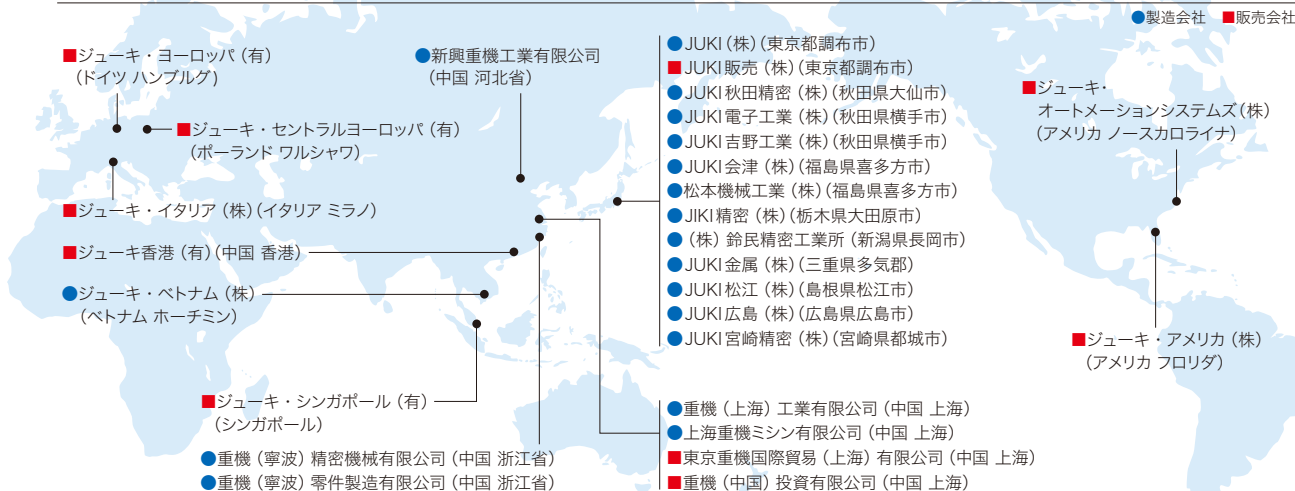 ●製造会社 ■販売会社
■ジューキ・ヨーロッパ（有）
（ドイツ ハンブルグ）
●新興重機工業有限公司
（中国 河北省）
■ジューキ・セントラルヨーロッパ（有）
（ポーランド ワルシャワ）
■ジューキ・イタリア（株）（イタリア ミラノ）
■ジューキ香港（有）（中国 香港）
●ジューキ・ベトナム（株）
（ベトナム ホーチミン）
■ジューキ・シンガポール（有）
（シンガポール）
●重機（寧波）精密機械有限公司（中国 浙江省）
●重機（寧波）零件製造有限公司（中国 浙江省）
●JUKI（株）（東京都調布市）
■JUKI販売（株）（東京都調布市）
●JUKI秋田精密（株）（秋田県大仙市）
●JUKI電子工業（株）（秋田県横手市）
●JUKI吉野工業（株）（秋田県横手市）
●JUKI会津（株）（福島県喜多方市）
●松本機械工業（株）（福島県喜多方市）
●JIKI精密（株）（栃木県大田原市）
●（株）鈴民精密工業所（新潟県長岡市）
●JUKI金属（株）（三重県多気郡）
●JUKI松江（株）（島根県松江市）
●JUKI広島（株）（広島県広島市）
●JUKI宮崎精密（株）（宮崎県都城市）
●重機（上海）工業有限公司（中国 上海）
●上海重機ミシン有限公司（中国 上海）
■東京重機国際貿易（上海）有限公司（中国 上海）
■重機（中国）投資有限公司（中国 上海）
■ジューキ・
オートメーションシステムズ（株）
（アメリカ ノースカロライナ）
■ジューキ・アメリカ（株）
（アメリカ フロリダ）